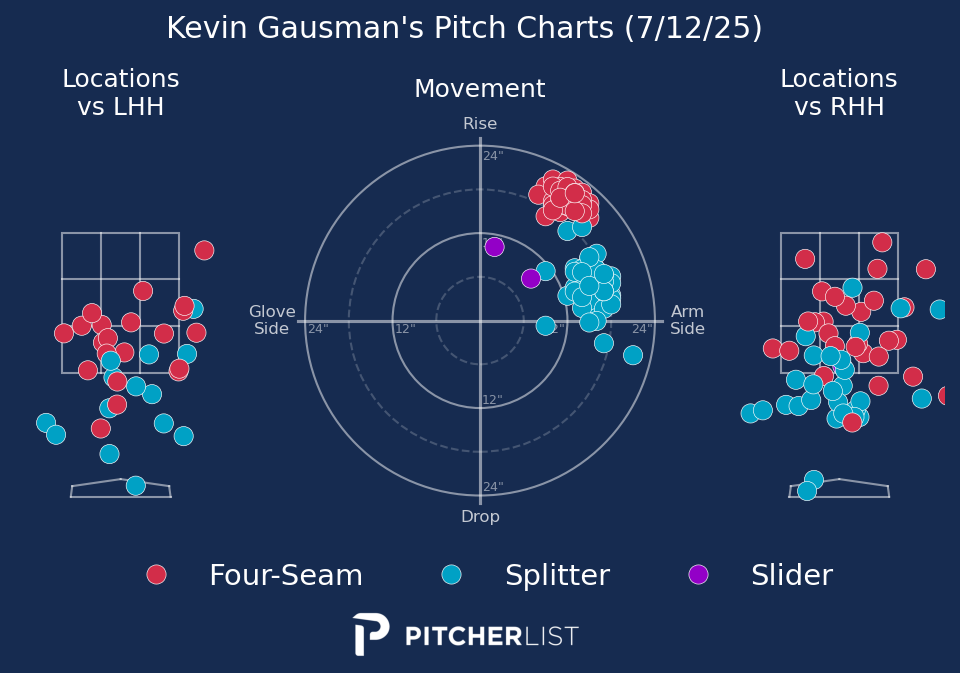 Kevin Gausman's Pitch Charts (7/12/25)
Locations
vs LHH
Movement
Locations
vs RHH
Rise
24"
Glove
Side
24"
12"
24"
Arm
Side
12"
24"
Drop
Four-Seam
Splitter
Slider
PITCHERLIST